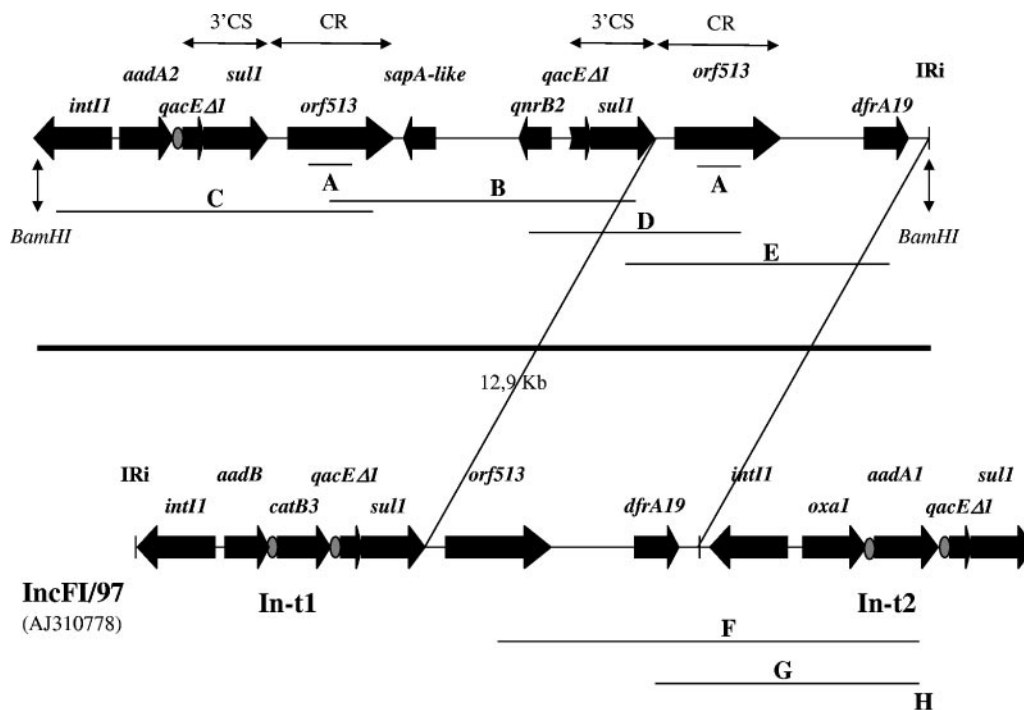 3'CS CR 3'CS CR
aadA2 sul1 sapA-like qacEΔ1 orf513 IRi
intI1 qacEΔ1 orf513 qnrB2 sul1 dfrA19
A B A
C
D
BamHI BamHI
E
12,9 Kb
IRi aadB qacEΔ1 orf513 intI1 aadA1 sul1
intI1 catB3 sul1 dfrA19 oxa1 qacEΔ1
IncFI/97 In-t1 In-t2
(AJ310778)
F
G
H